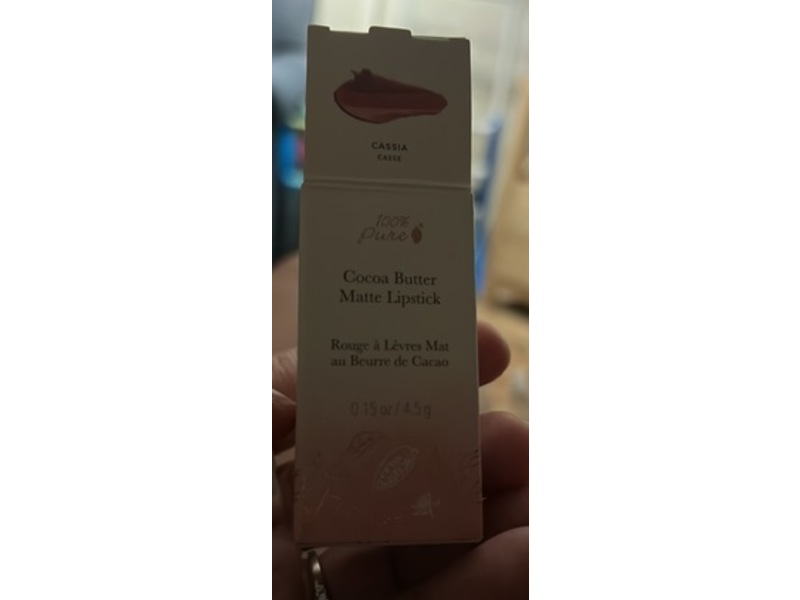 CASSIA
CASSE
100%
Pure
Cocoa Butter
Matte Lipstick
Rouge à Lèvres Mat
au Beurre de Cacao
0.15 oz / 4.5 g